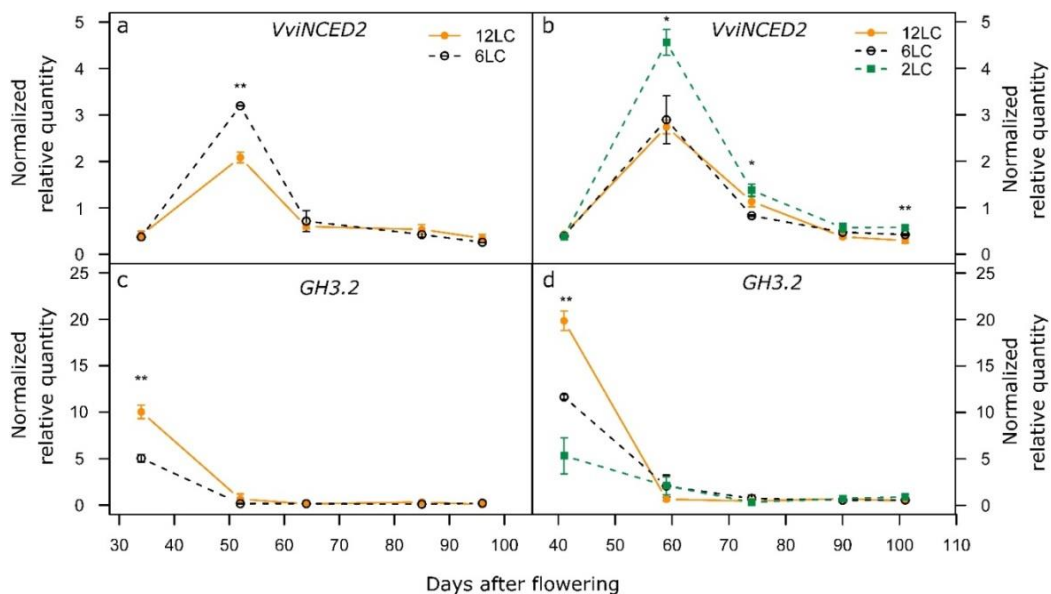 a
VviNCED2
12LC
6LC
5
4
3
2
1
0
Normalized
relative quantity
**
b
VviNCED2
12LC
6LC
2LC
5
4
3
2
1
0
Normalized
relative quantity
*
*
**
c
GH3.2
25
20
15
10
5
0
Normalized
relative quantity
**
d
GH3.2
25
20
15
10
5
0
Normalized
relative quantity
**
30 40 50 60 70 80 90 100
50 60 70 80 90 100 110
Days after flowering